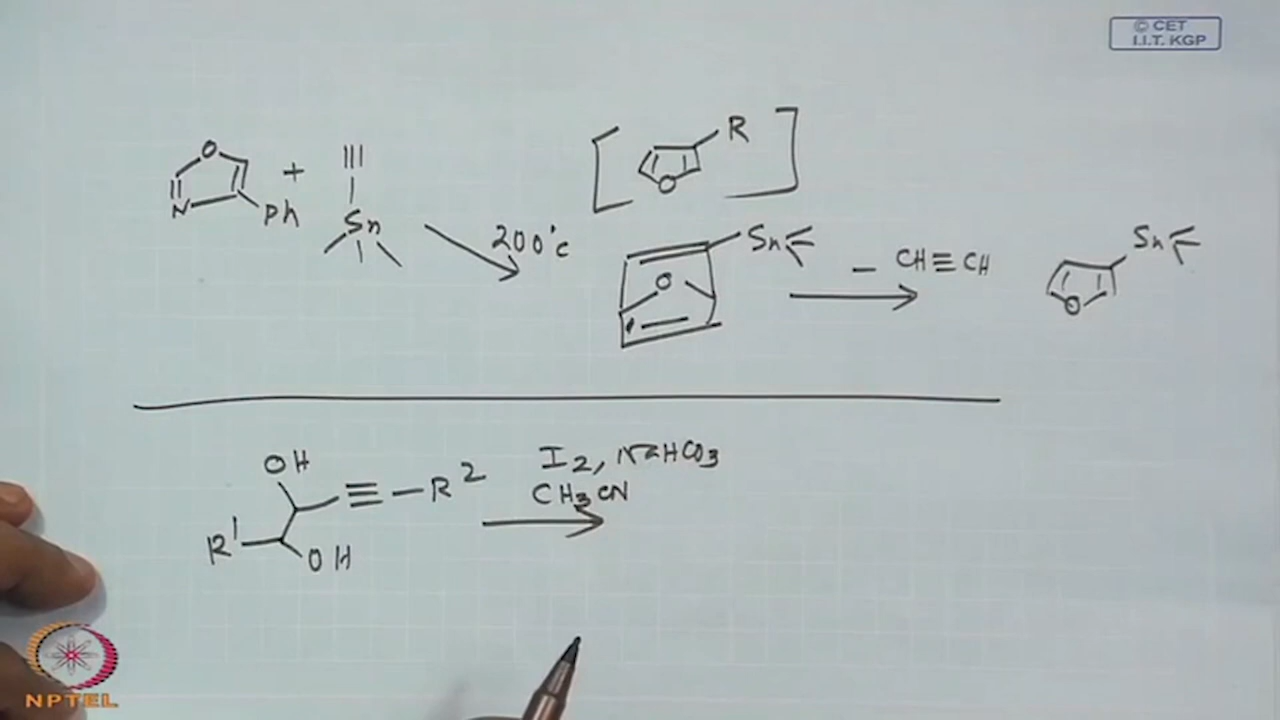 © CET
I.I.T. KGP
O
N
Ph
+
Sn
200°C
R
O
Sn
O
− CH≡CH
Sn
O
OH
R¹
OH
≡—R²
I2, NaHCO3
CH3CN
NPTEL